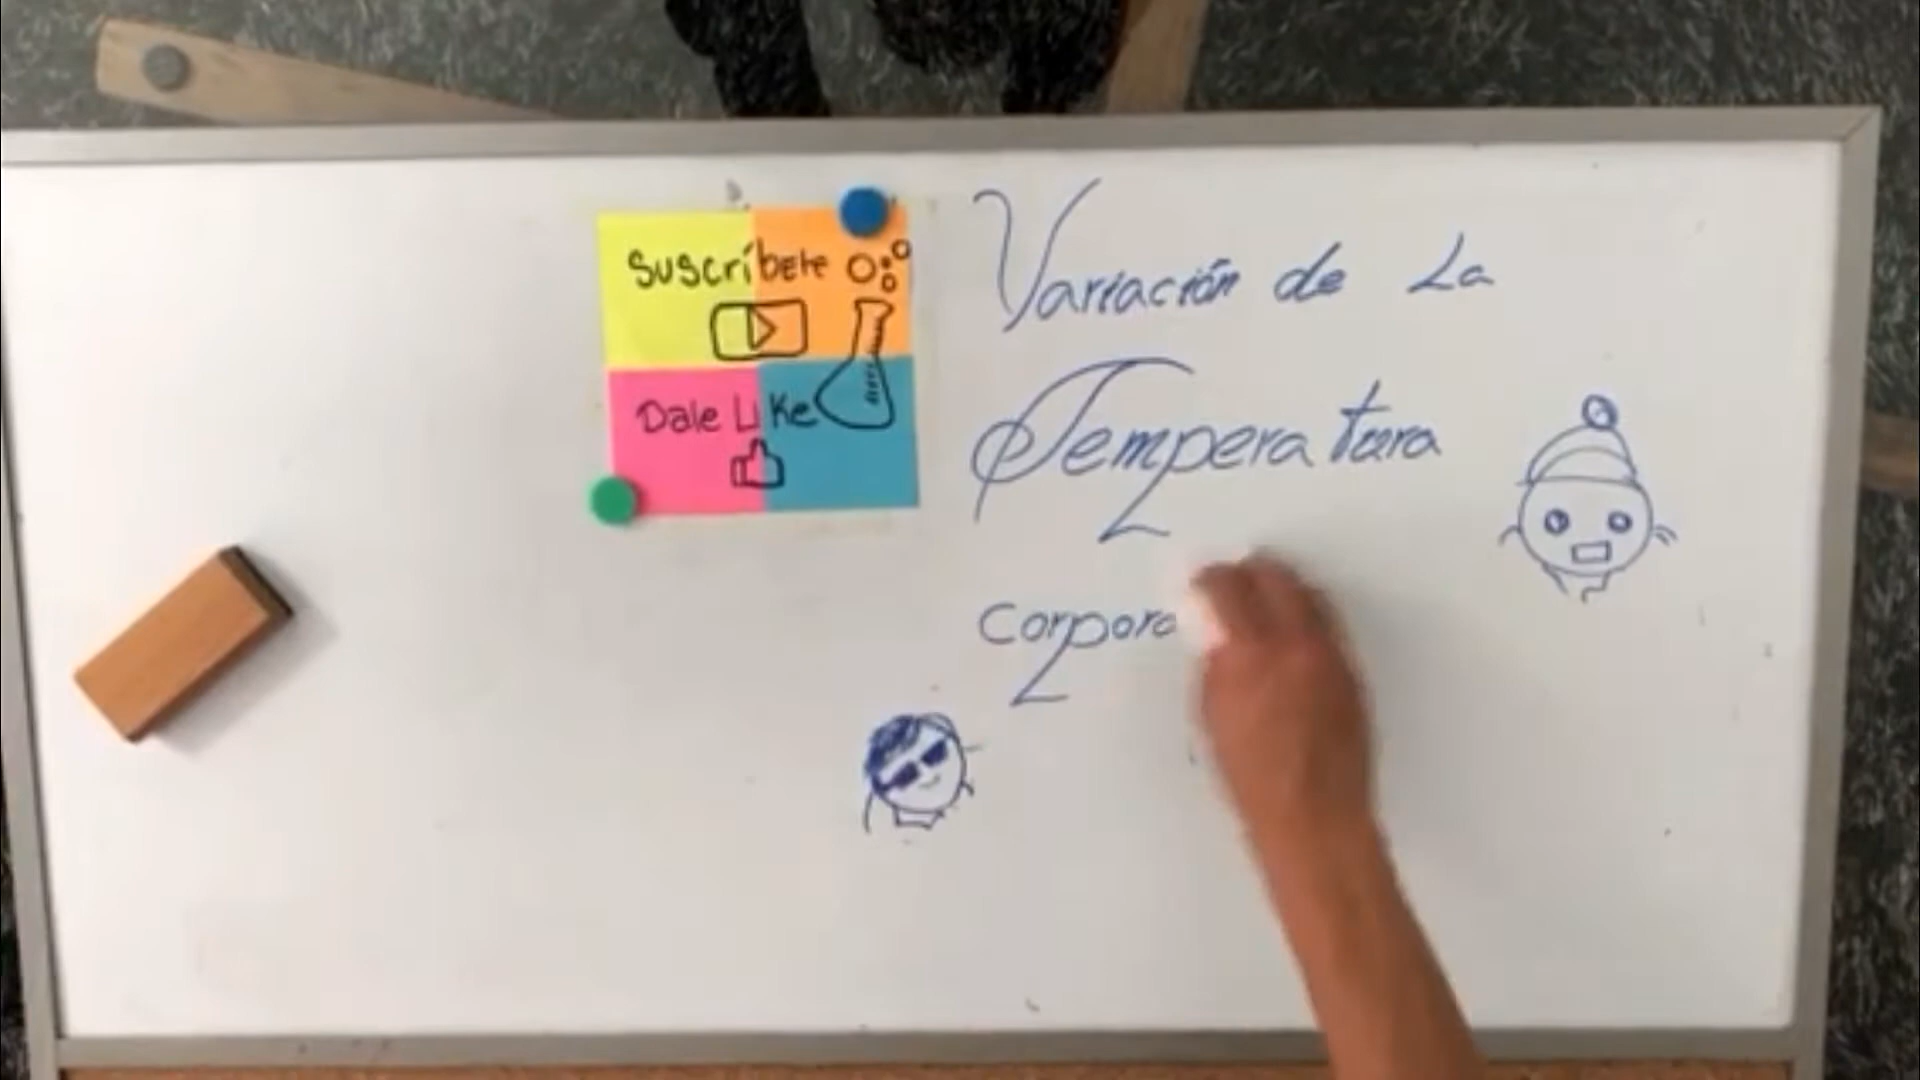 Suscríbete
Dale Like
Variación de La
Temperatura
Corpora